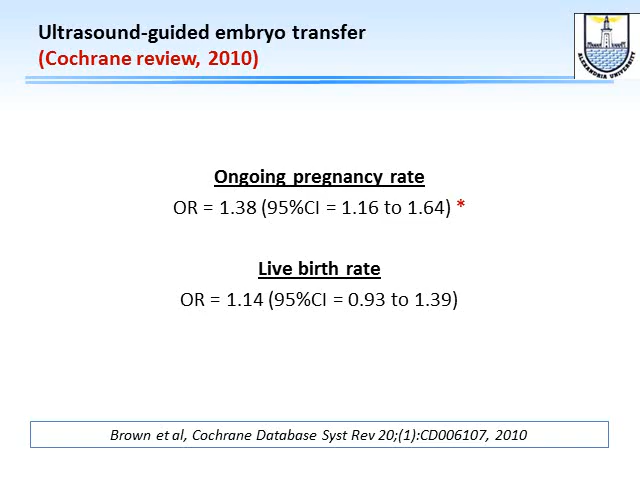 Ultrasound-guided embryo transfer
(Cochrane review, 2010)
ALEXANDRIA UNIVERSITY
Ongoing pregnancy rate
OR = 1.38 (95%CI = 1.16 to 1.64) *
Live birth rate
OR = 1.14 (95%CI = 0.93 to 1.39)
Brown et al, Cochrane Database Syst Rev 20;(1):CD006107, 2010